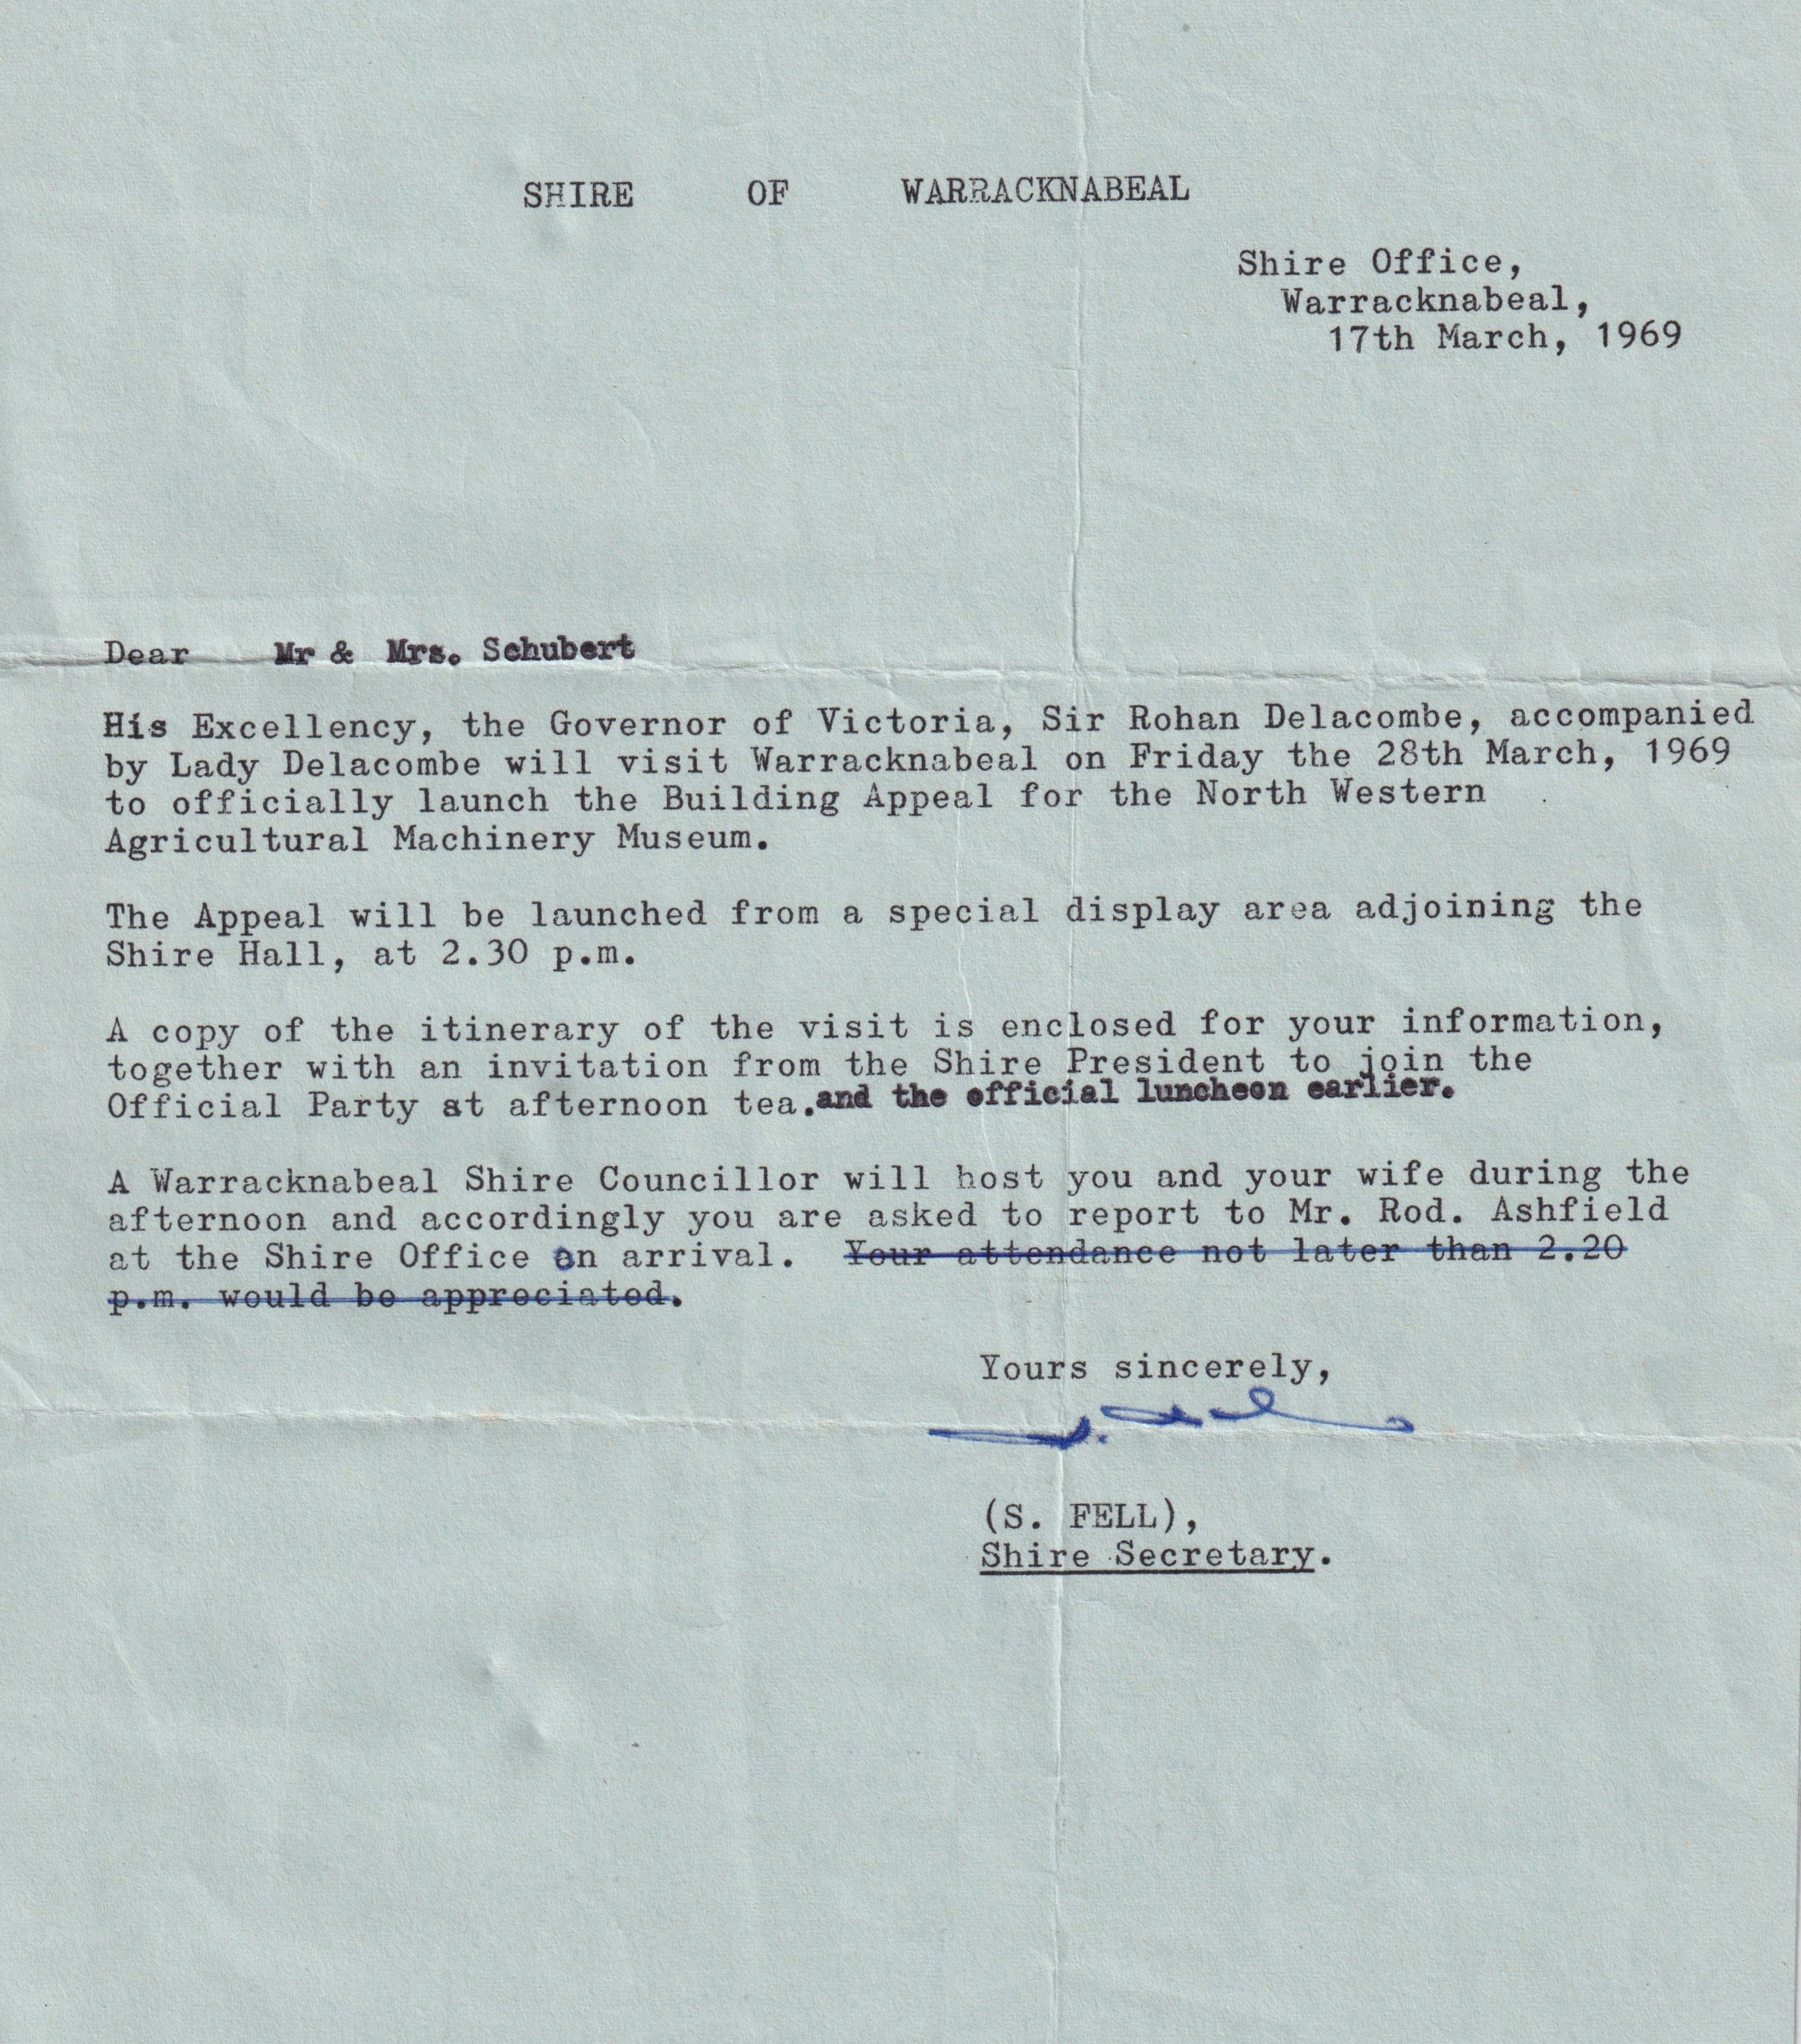 SHIRE OF WARRACKNABEAL
Shire Office,
Warracknabeal,
17th March, 1969
Dear Mr & Mrs. Schubert
His Excellency, the Governor of Victoria, Sir Rohan Delacombe, accompanied
by Lady Delacombe will visit Warracknabeal on Friday the 28th March, 1969
to officially launch the Building Appeal for the North Western
Agricultural Machinery Museum.
The Appeal will be launched from a special display area adjoining the
Shire Hall, at 2.30 p.m.
A copy of the itinerary of the visit is enclosed for your information,
together with an invitation from the Shire President to join the
Official Party at afternoon tea.and the official luncheon earlier.
A Warracknabeal Shire Councillor will host you and your wife during the
afternoon and accordingly you are asked to report to Mr. Rod. Ashfield
at the Shire Office on arrival. Your attendance not later than 2.20
p.m. would be appreciated.
Yours sincerely,
(S. FELL),
Shire Secretary.